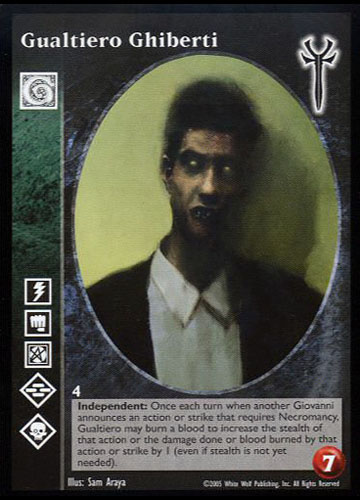 Gualtiero Ghiberti
4
Independent: Once each turn when another Giovanni
announces an action or strike that requires Necromancy,
Gualtiero may burn a blood to increase the stealth of
that action or the damage done or blood burned by that
action or strike by 1 (even if stealth is not yet
needed).
7
Illus: Sam Araya
©2005 White Wolf Publishing, Inc. All Rights Reserved